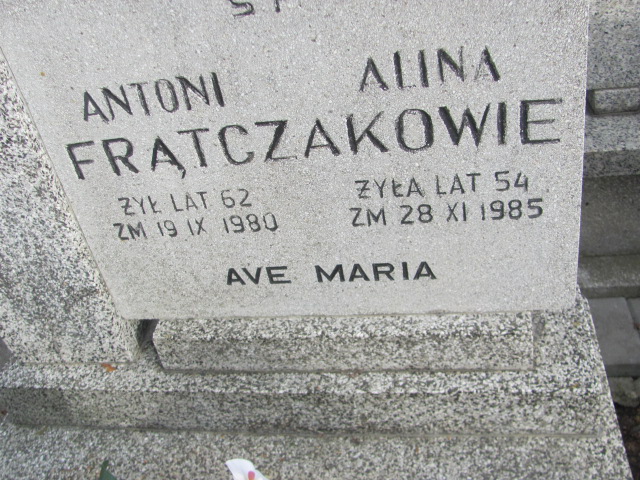 ANTONI ALINA
FRĄTCZAKOWIE
ŻYŁ LAT 62 ŻYŁA LAT 54
ZM 19 IX 1980 ZM 28 XI 1985
AVE MARIA